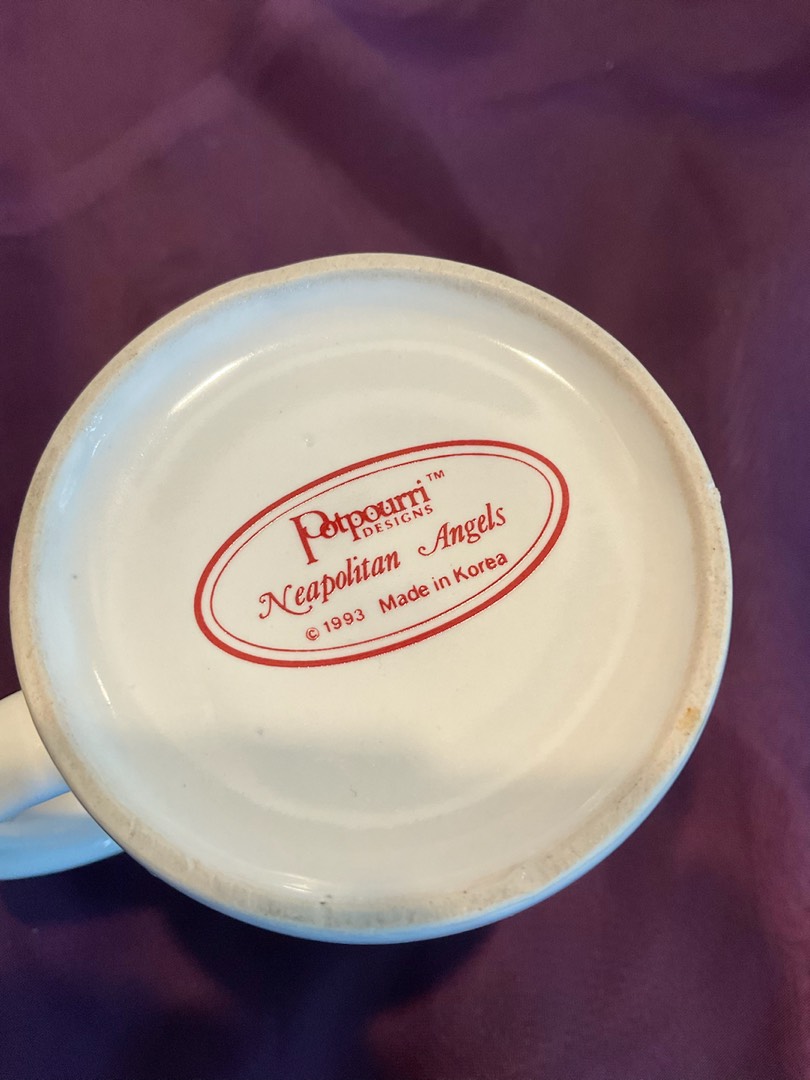 Potpourri™
DESIGNS
Neapolitan Angels
© 1993 Made in Korea